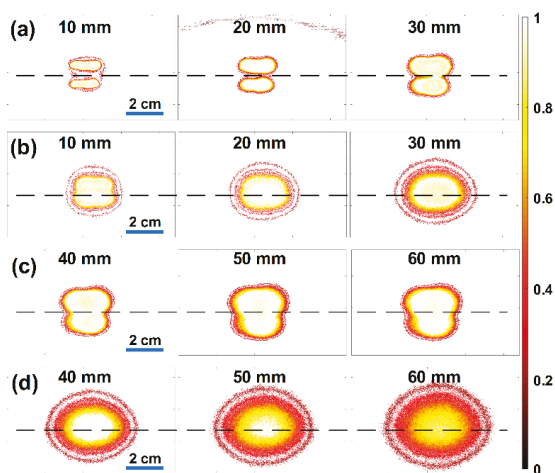 (a) 10 mm 20 mm 30 mm
2 cm
(b) 10 mm 20 mm 30 mm
2 cm
(c) 40 mm 50 mm 60 mm
2 cm
(d) 40 mm 50 mm 60 mm
2 cm
1
0.8
0.6
0.4
0.2
0